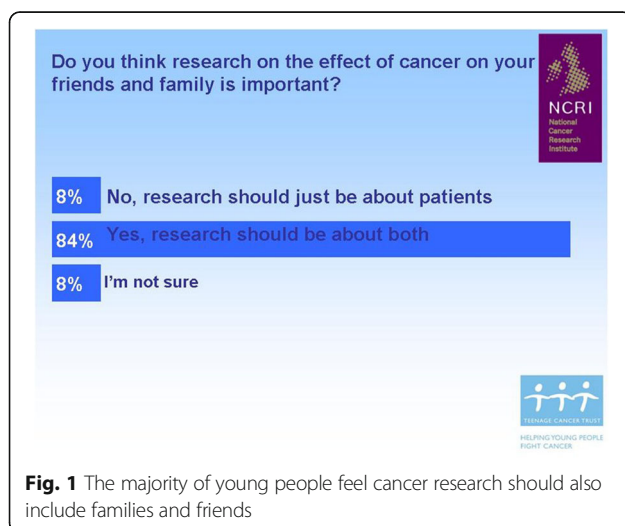 Do you think research on the effect of cancer on your
friends and family is important?
NCRI
National
Cancer
Research
Institute
8% No, research should just be about patients
84% Yes, research should be about both
8% I'm not sure
TEENAGE CANCER TRUST
HELPING YOUNG PEOPLE
FIGHT CANCER
Fig. 1 The majority of young people feel cancer research should also
include families and friends